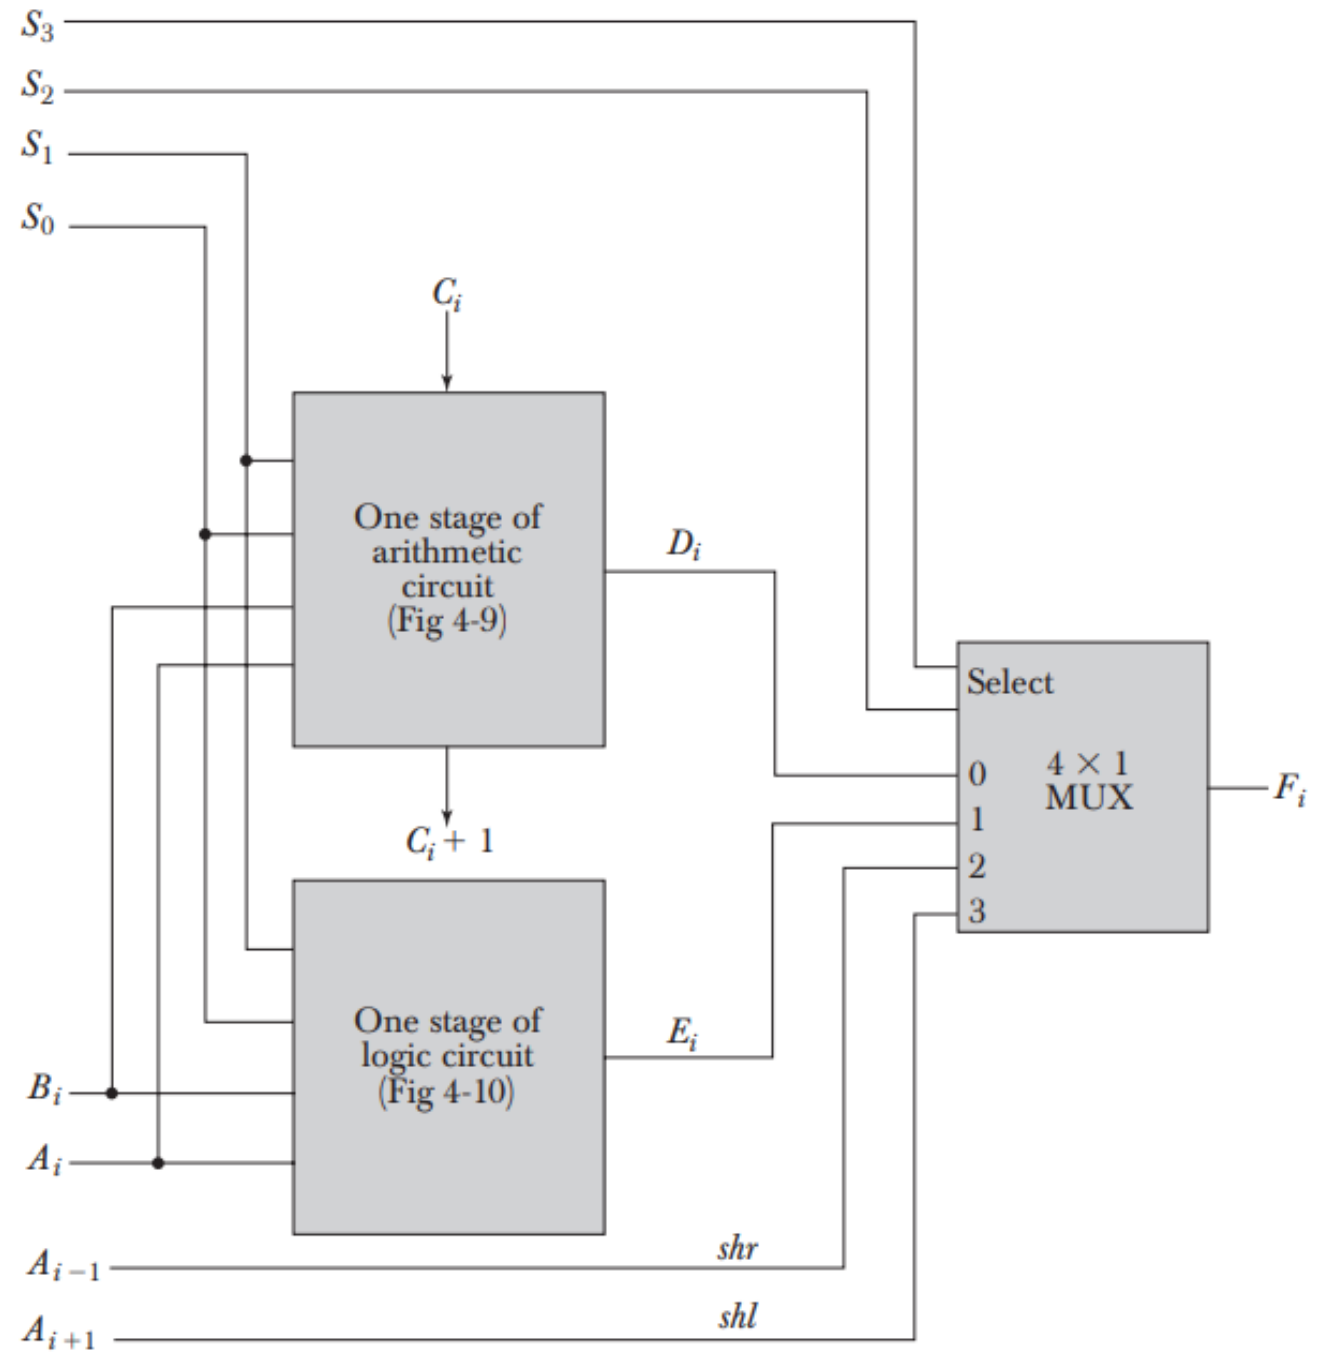 S3
S2
S1
S0
Ci
One stage of
arithmetic
circuit
(Fig 4-9)
Di
Select
0
4 × 1
MUX
1
2
3
Fi
Ci + 1
One stage of
logic circuit
(Fig 4-10)
Ei
Bi
Ai
Ai−1
shr
Ai+1
shl